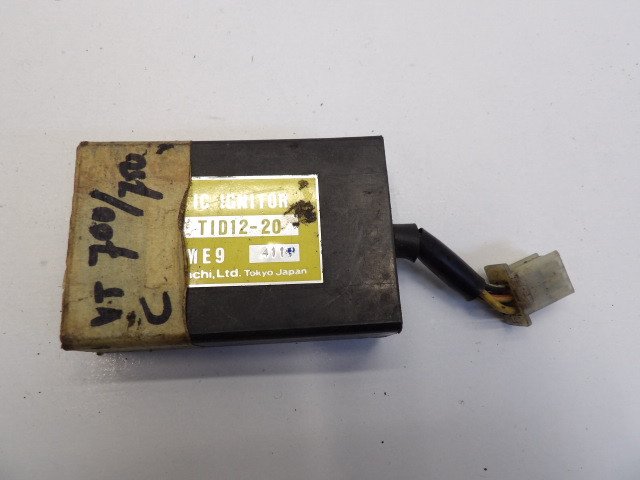 VT 700/750
C
IC IGNITOR
TID12-20
ME9 411
chi, Ltd. Tokyo Japan